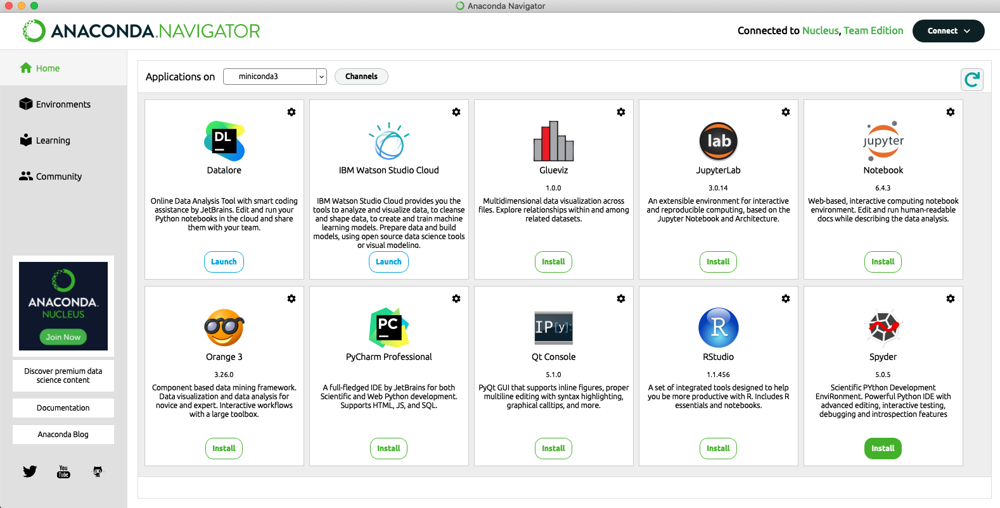 Anaconda Navigator
ANACONDA.NAVIGATOR
Connected to Nucleus, Team Edition
Connect
Home
Environments
Learning
Community
ANACONDA.
NUCLEUS
Join Now
Discover premium data
science content
Documentation
Anaconda Blog
You
Tube
Applications on
miniconda3
Channels
DL
Datalore
Online Data Analysis Tool with smart coding
assistance by JetBrains. Edit and run your
Python notebooks in the cloud and share
them with your team.
Launch
IBM Watson Studio Cloud
IBM Watson Studio Cloud provides you the
tools to analyze and visualize data, to cleanse
and shape data, to create and train machine
learning models. Prepare data and build
models, using open source data science tools
or visual modeling.
Launch
Glueviz
1.0.0
Multidimensional data visualization across
files. Explore relationships within and among
related datasets.
Install
lab
JupyterLab
3.0.14
An extensible environment for interactive
and reproducible computing, based on the
Jupyter Notebook and Architecture.
Install
jupyter
Notebook
6.4.3
Web-based, interactive computing notebook
environment. Edit and run human-readable
docs while describing the data analysis.
Install
Orange 3
3.26.0
Component based data mining framework.
Data visualization and data analysis for
novice and expert. Interactive workflows
with a large toolbox.
Install
PC
PyCharm Professional
A full-fledged IDE by JetBrains for both
Scientific and Web Python development.
Supports HTML, JS, and SQL.
Install
IP[y]:
Qt Console
5.1.0
PyQt GUI that supports inline figures, proper
multiline editing with syntax highlighting,
graphical calltips, and more.
Install
R
RStudio
1.1.456
A set of integrated tools designed to help
you be more productive with R. Includes R
essentials and notebooks.
Install
Spyder
5.0.5
Scientific PYthon Development
EnviRonment. Powerful Python IDE with
advanced editing, interactive testing,
debugging and introspection features
Install